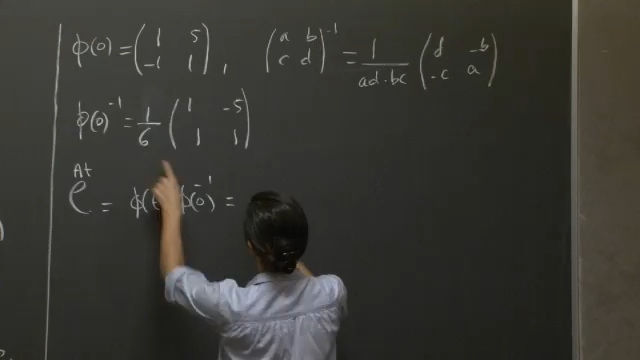 ϕ(0) = (1 5 -1 1), (a b c d)⁻¹ = 1/(ad-bc) (d -b -c a)
ϕ(0)⁻¹ = 1/6 (1 -5 1 1)
e^{At} = ϕ(t ϕ(0)⁻¹ =